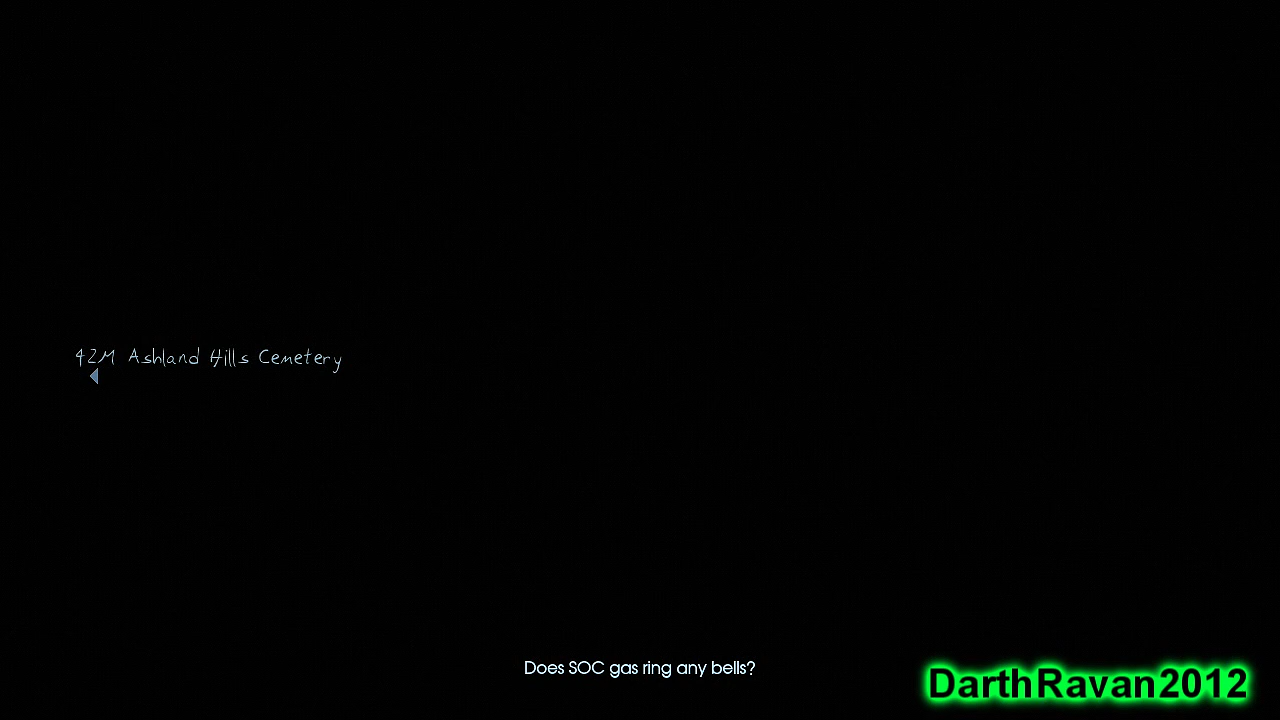 42M Ashland Hills Cemetery
Does SOC gas ring any bells?
DarthRavan2012